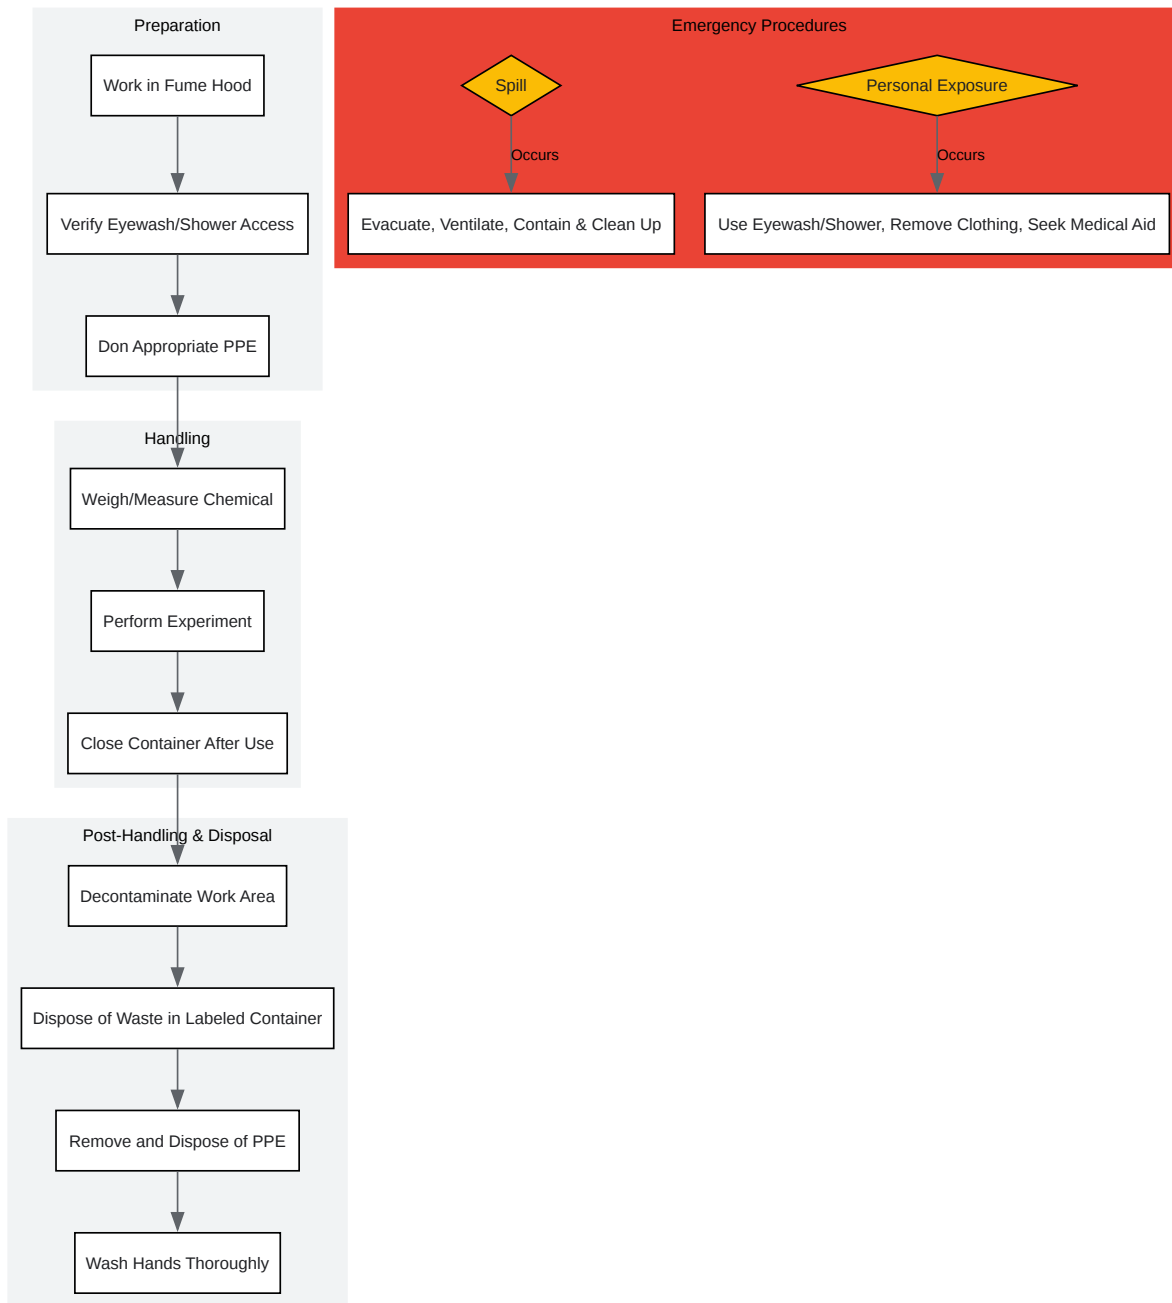 Preparation
Work in Fume Hood
Verify Eyewash/Shower Access
Don Appropriate PPE
Handling
Weigh/Measure Chemical
Perform Experiment
Close Container After Use
Post-Handling & Disposal
Decontaminate Work Area
Dispose of Waste in Labeled Container
Remove and Dispose of PPE
Wash Hands Thoroughly
Emergency Procedures
Spill
Occurs
Evacuate, Ventilate, Contain & Clean Up
Personal Exposure
Occurs
Use Eyewash/Shower, Remove Clothing, Seek Medical Aid